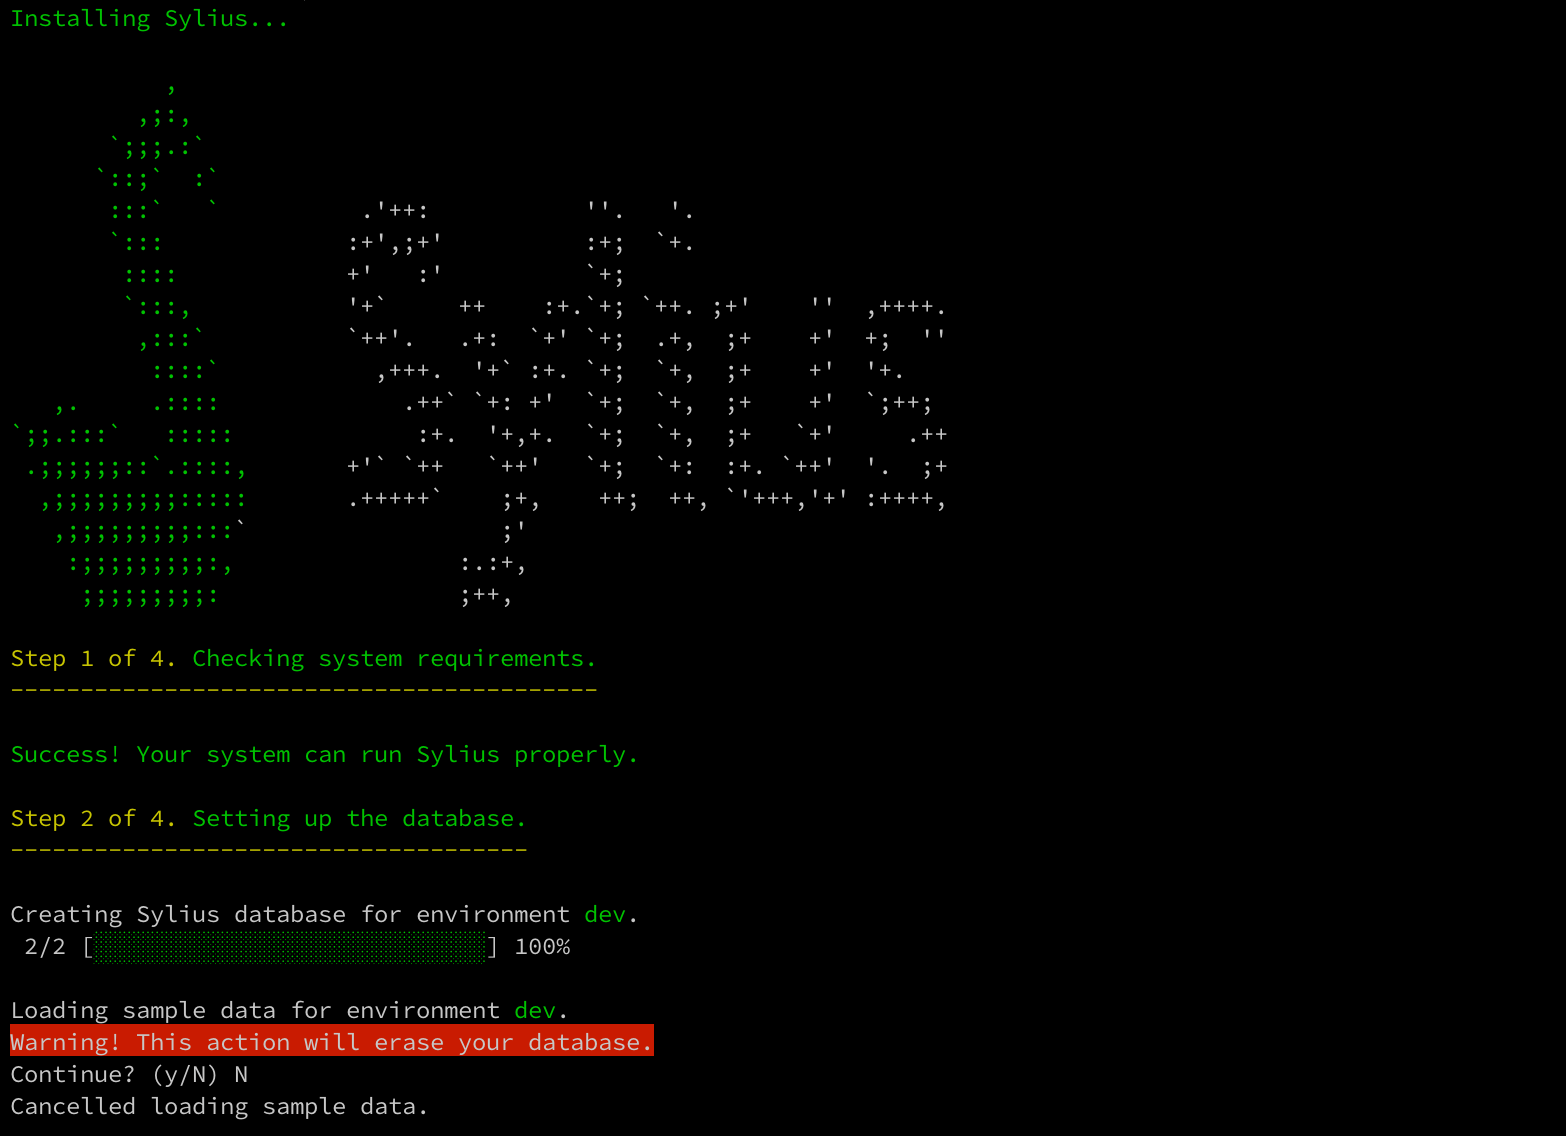 Installing Sylius...
SYLIUS
Step 1 of 4. Checking system requirements.
------------------------------------------
Success! Your system can run Sylius properly.
Step 2 of 4. Setting up the database.
-------------------------------------
Creating Sylius database for environment dev.
2/2 [░░░░░░░░░░░░░░░░░░░░░░░░░░░░] 100%
Loading sample data for environment dev.
Warning! This action will erase your database.
Continue? (y/N) N
Cancelled loading sample data.